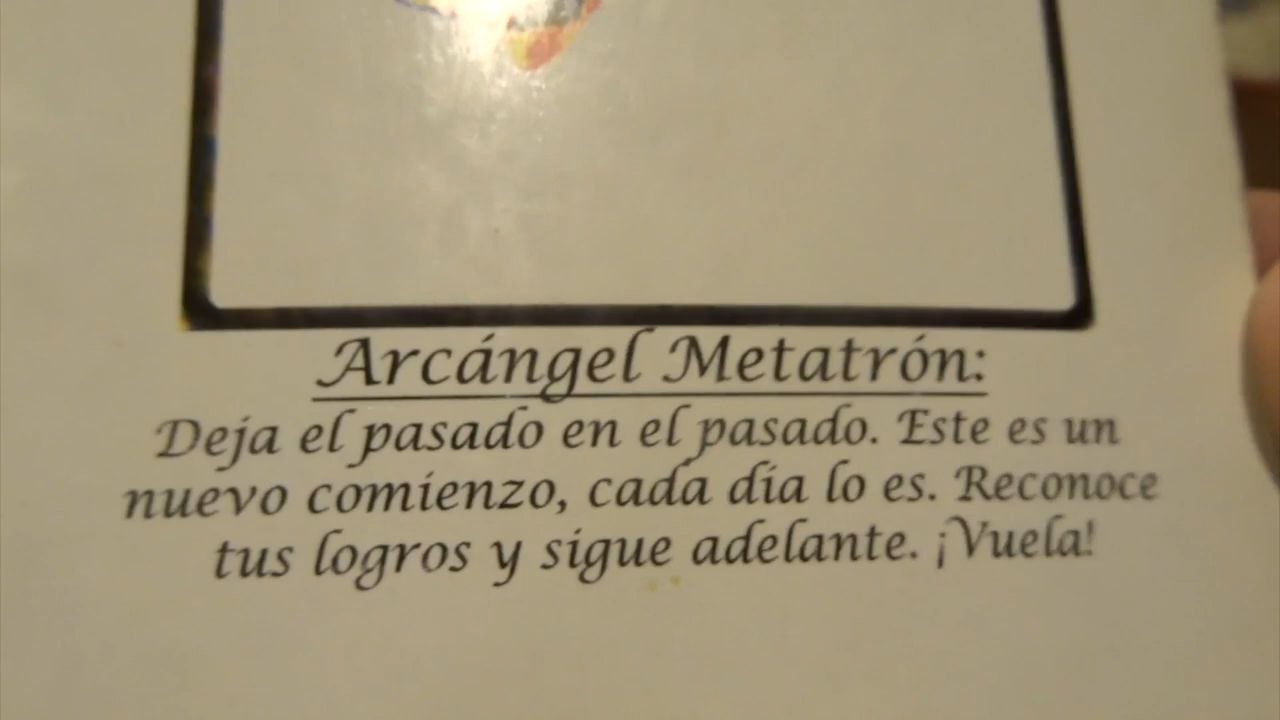 Arcángel Metatrón:
Deja el pasado en el pasado. Este es un
nuevo comienzo, cada día lo es. Reconoce
tus logros y sigue adelante. ¡Vuela!